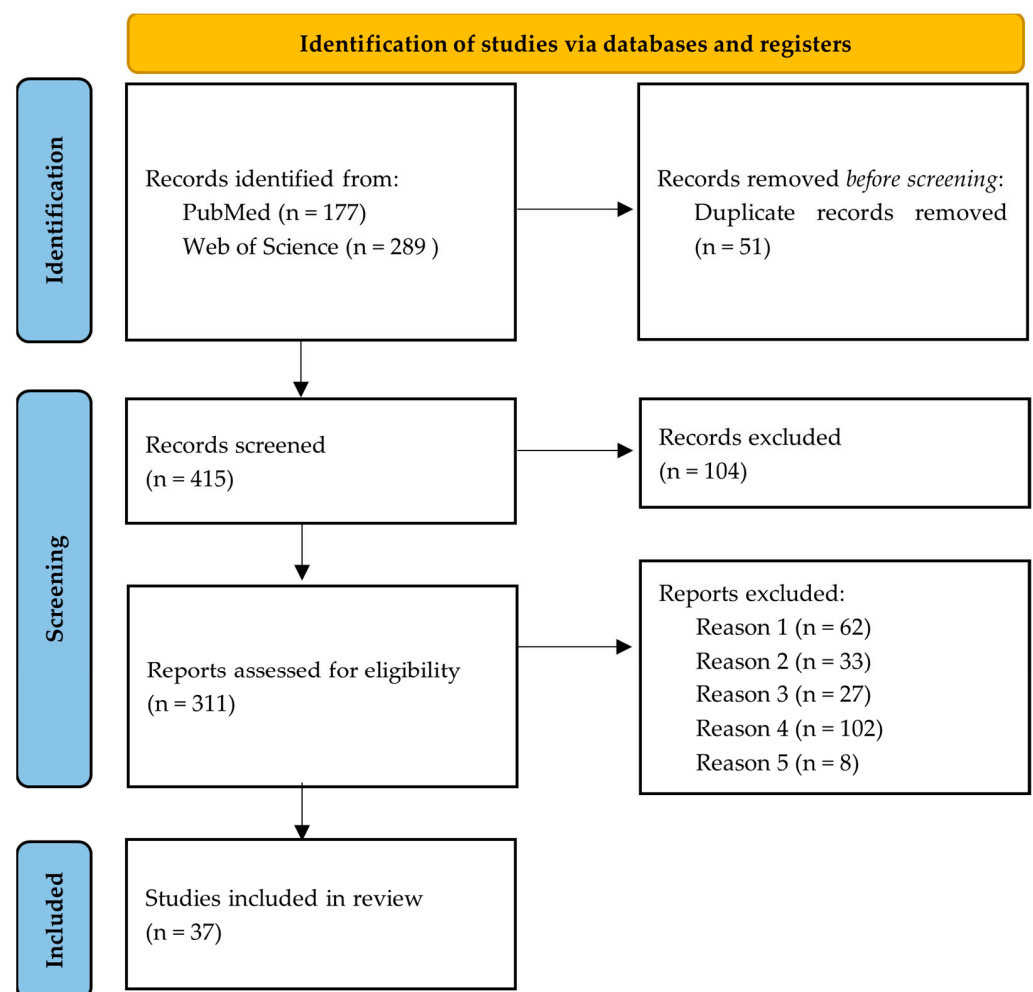 Identification of studies via databases and registers
Identification
Records identified from:
PubMed (n = 177)
Web of Science (n = 289 )
Records removed before screening:
Duplicate records removed
(n = 51)
Screening
Records screened
(n = 415)
Records excluded
(n = 104)
Reports assessed for eligibility
(n = 311)
Reports excluded:
Reason 1 (n = 62)
Reason 2 (n = 33)
Reason 3 (n = 27)
Reason 4 (n = 102)
Reason 5 (n = 8)
Included
Studies included in review
(n = 37)